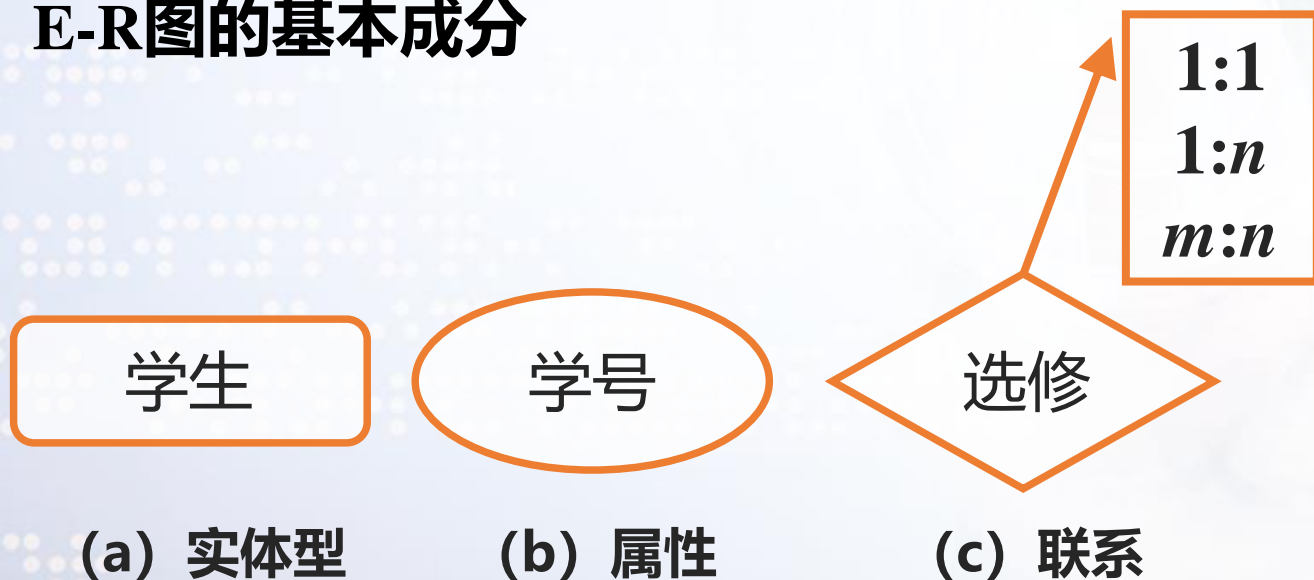 E-R图的基本成分
1:1
1:n
m:n
学生
学号
选修
（a）实体型
（b）属性
（c）联系